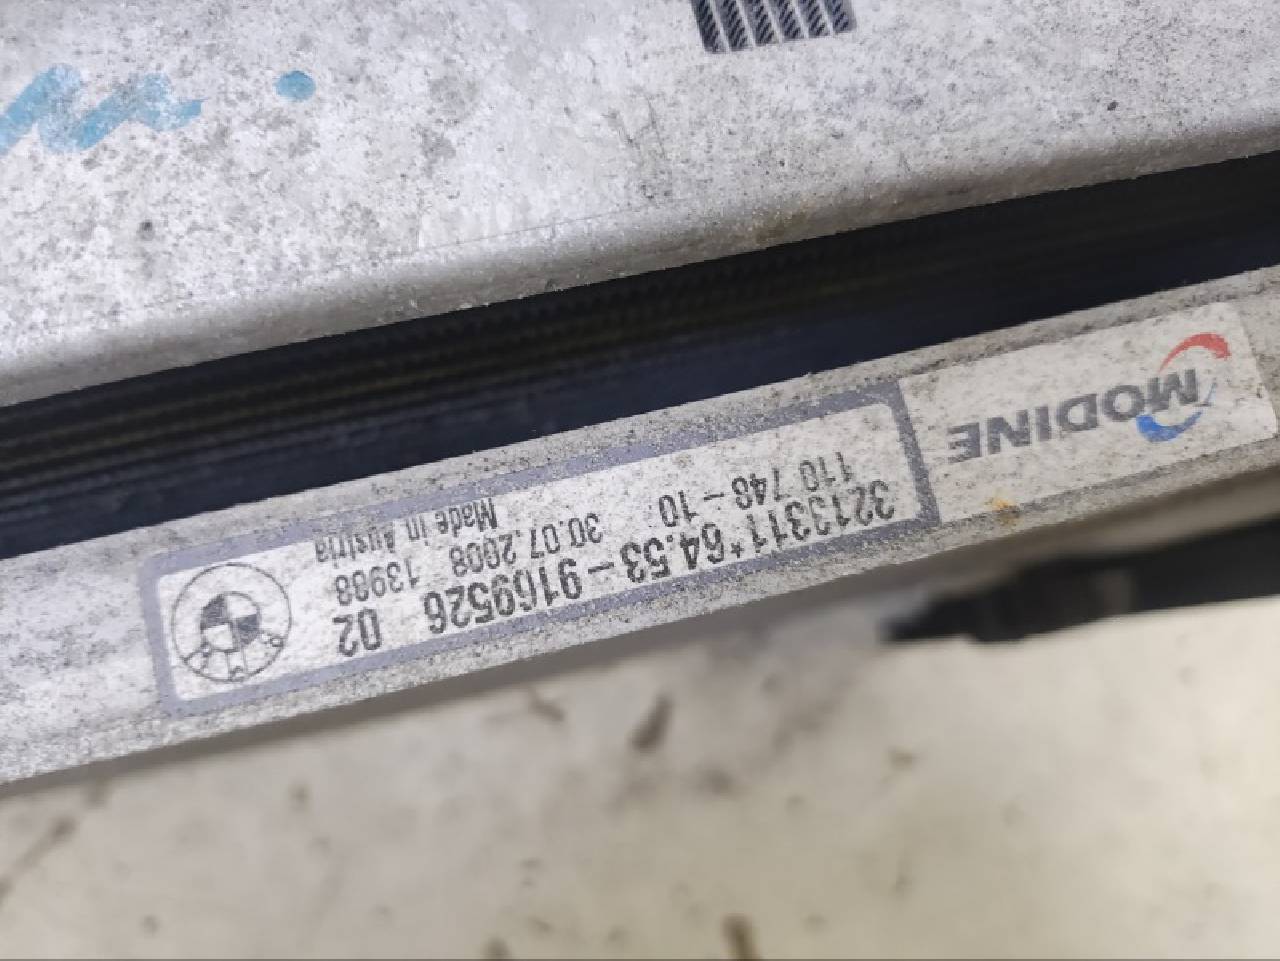 MODINE
3213311*64.53-9169526 02
110 748-10 30.07.2008 13988
Made in Austria